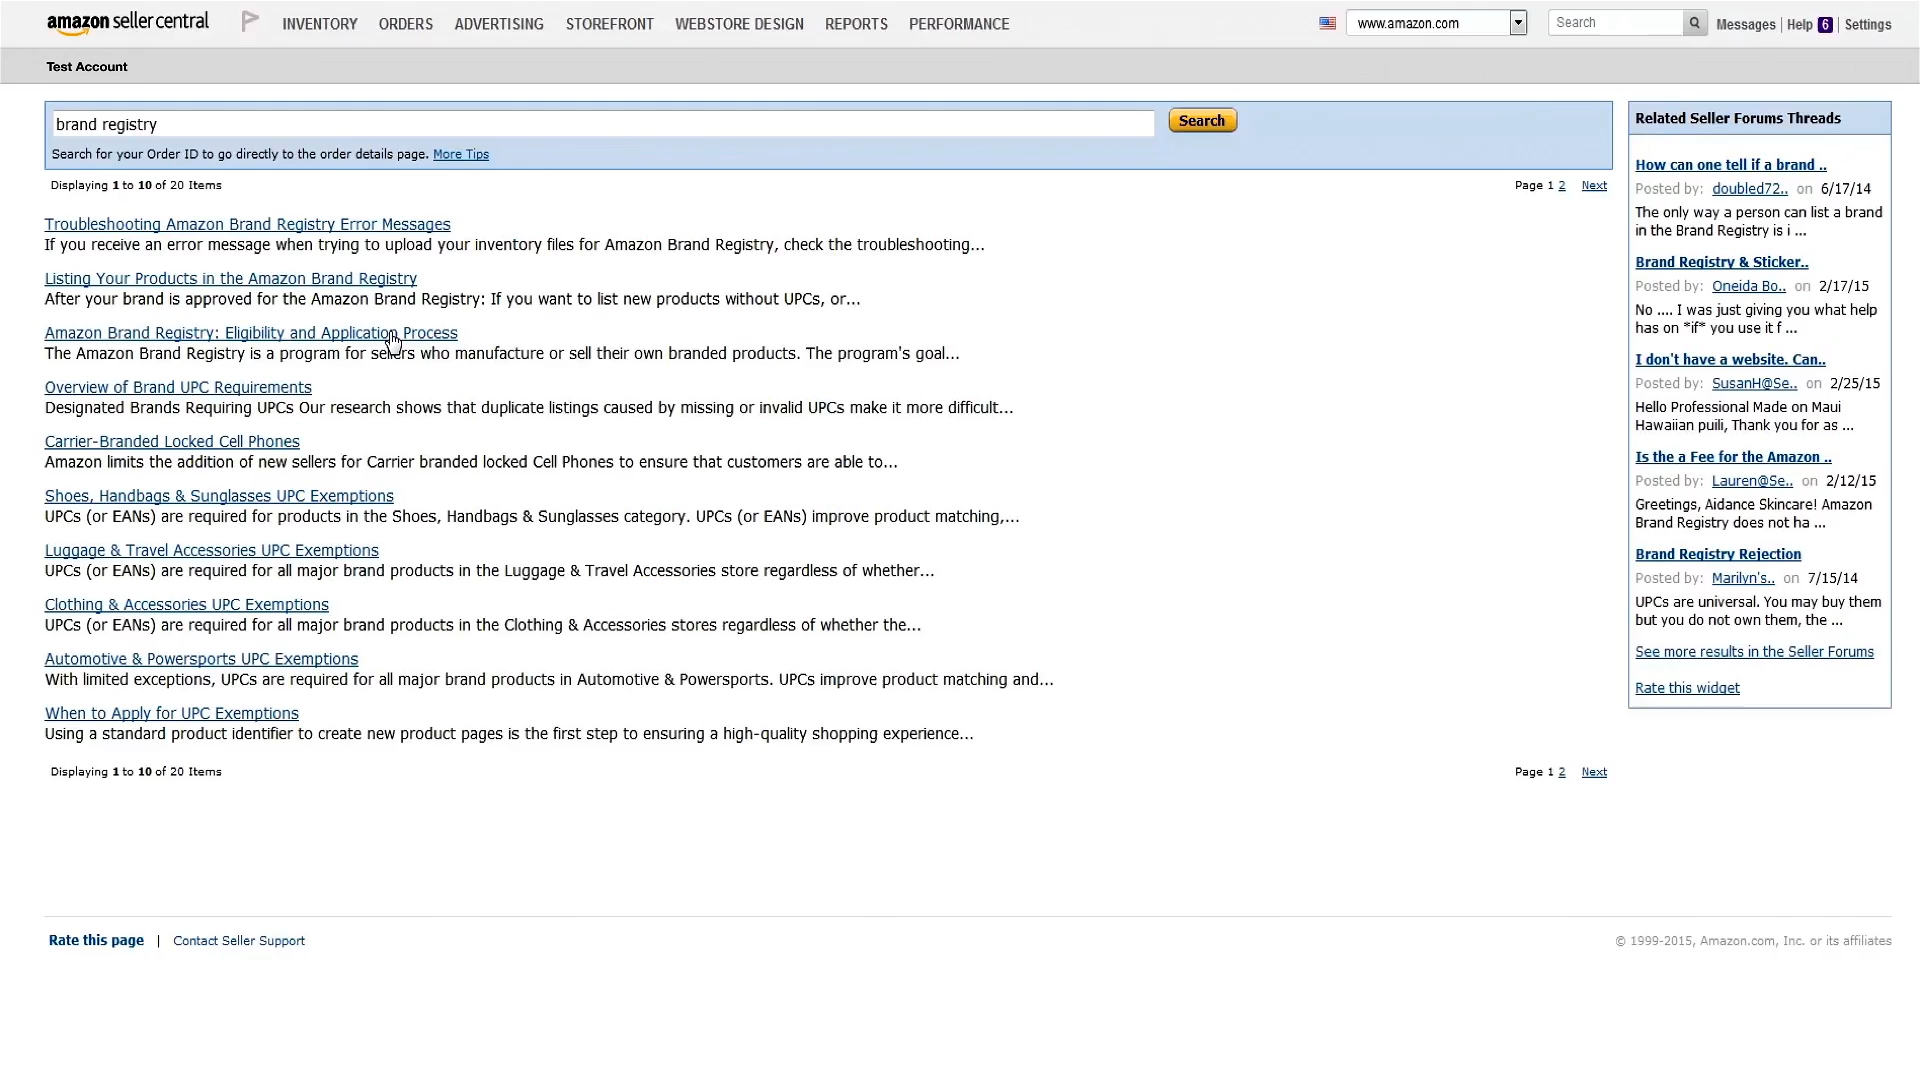 amazon seller central
INVENTORY ORDERS ADVERTISING STOREFRONT WEBSTORE DESIGN REPORTS PERFORMANCE
www.amazon.com Search Messages | Help 6 | Settings
Test Account
brand registry
Search
Search for your Order ID to go directly to the order details page. More Tips
Displaying 1 to 10 of 20 Items
Page 1 2 Next
Troubleshooting Amazon Brand Registry Error Messages
If you receive an error message when trying to upload your inventory files for Amazon Brand Registry, check the troubleshooting...
Listing Your Products in the Amazon Brand Registry
After your brand is approved for the Amazon Brand Registry: If you want to list new products without UPCs, or...
Amazon Brand Registry: Eligibility and Application Process
The Amazon Brand Registry is a program for sellers who manufacture or sell their own branded products. The program's goal...
Overview of Brand UPC Requirements
Designated Brands Requiring UPCs Our research shows that duplicate listings caused by missing or invalid UPCs make it more difficult...
Carrier-Branded Locked Cell Phones
Amazon limits the addition of new sellers for Carrier branded locked Cell Phones to ensure that customers are able to...
Shoes, Handbags & Sunglasses UPC Exemptions
UPCs (or EANs) are required for products in the Shoes, Handbags & Sunglasses category. UPCs (or EANs) improve product matching,...
Luggage & Travel Accessories UPC Exemptions
UPCs (or EANs) are required for all major brand products in the Luggage & Travel Accessories store regardless of whether...
Clothing & Accessories UPC Exemptions
UPCs (or EANs) are required for all major brand products in the Clothing & Accessories stores regardless of whether the...
Automotive & Powersports UPC Exemptions
With limited exceptions, UPCs are required for all major brand products in Automotive & Powersports. UPCs improve product matching and...
When to Apply for UPC Exemptions
Using a standard product identifier to create new product pages is the first step to ensuring a high-quality shopping experience...
Displaying 1 to 10 of 20 Items
Page 1 2 Next
Related Seller Forums Threads
How can one tell if a brand ..
Posted by: doubled72.. on 6/17/14
The only way a person can list a brand
in the Brand Registry is i ...
Brand Registry & Sticker..
Posted by: Oneida Bo.. on 2/17/15
No .... I was just giving you what help
has on *if* you use it f ...
I don't have a website. Can..
Posted by: SusanH@Se.. on 2/25/15
Hello Professional Made on Maui
Hawaiian puili, Thank you for as ...
Is the a Fee for the Amazon ..
Posted by: Lauren@Se.. on 2/12/15
Greetings, Aidance Skincare! Amazon
Brand Registry does not ha ...
Brand Registry Rejection
Posted by: Marilyn's.. on 7/15/14
UPCs are universal. You may buy them
but you do not own them, the ...
See more results in the Seller Forums
Rate this widget
Rate this page | Contact Seller Support
© 1999-2015, Amazon.com, Inc. or its affiliates